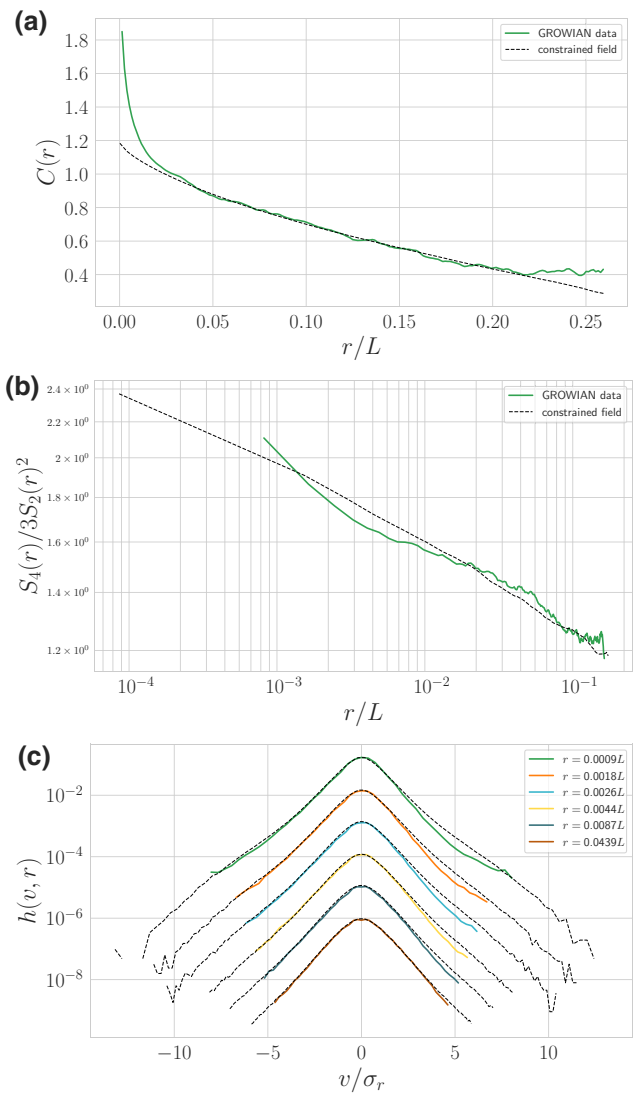 (a)
1.8
1.6
1.4
1.2
1.0
0.8
0.6
0.4
C(r)
GROWIAN data
constrained field
0.00 0.05 0.10 0.15 0.20 0.25
r/L
(b)
2.4 × 10⁰
2.2 × 10⁰
2 × 10⁰
1.8 × 10⁰
1.6 × 10⁰
1.4 × 10⁰
1.2 × 10⁰
S₄(r)/3S₂(r)²
GROWIAN data
constrained field
10⁻⁴ 10⁻³ 10⁻² 10⁻¹
r/L
(c)
10⁻²
10⁻⁴
10⁻⁶
10⁻⁸
h(v, r)
r = 0.0009L
r = 0.0018L
r = 0.0026L
r = 0.0044L
r = 0.0087L
r = 0.0439L
−10 −5 0 5 10
v/σᵣ